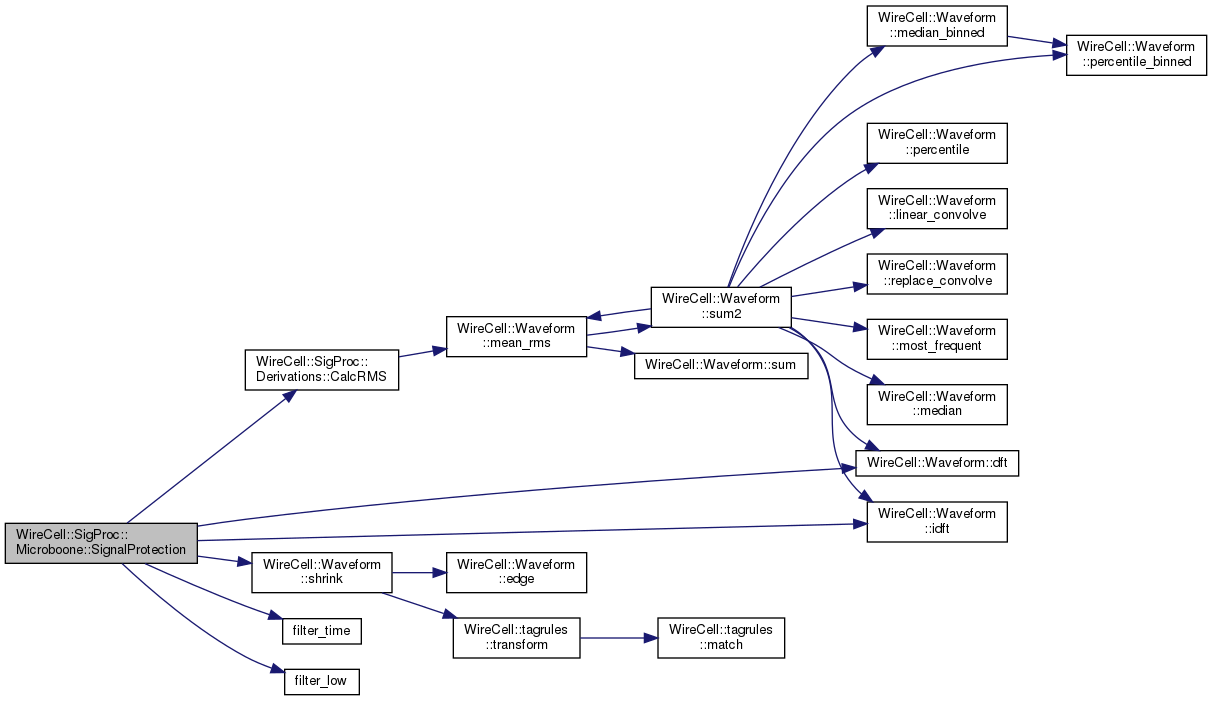 WireCell::SigProc::
Microboone::SignalProtection
WireCell::SigProc::
Derivations::CalcRMS
WireCell::Waveform
::mean_rms
WireCell::Waveform
::sum2
WireCell::Waveform
::median_binned
WireCell::Waveform
::percentile_binned
WireCell::Waveform
::percentile
WireCell::Waveform
::linear_convolve
WireCell::Waveform
::replace_convolve
WireCell::Waveform
::most_frequent
WireCell::Waveform
::median
WireCell::Waveform::dft
WireCell::Waveform
::idft
WireCell::Waveform::sum
WireCell::Waveform
::shrink
WireCell::Waveform
::edge
WireCell::tagrules
::transform
WireCell::tagrules
::match
filter_time
filter_low